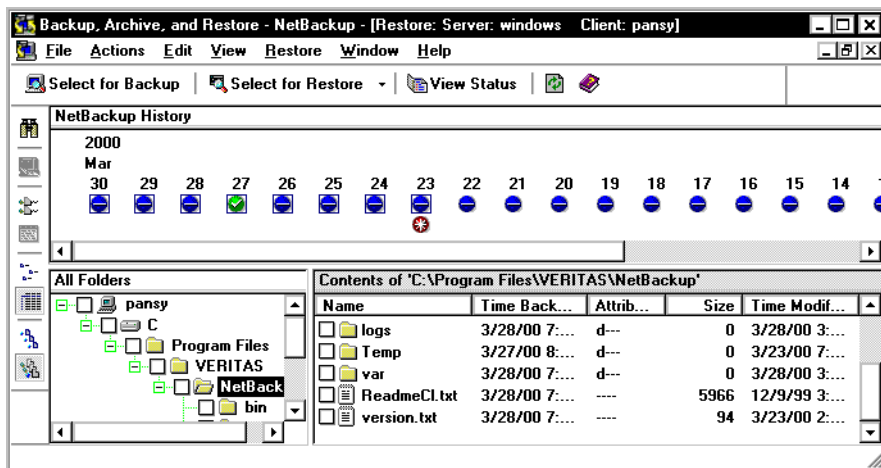 Backup, Archive, and Restore - NetBackup - [Restore: Server: windows Client: pansy]
File Actions Edit View Restore Window Help
Select for Backup Select for Restore View Status
NetBackup History
2000
Mar
30 29 28 27 26 25 24 23 22 21 20 19 18 17 16 15 14
All Folders
pansy
C
Program Files
VERITAS
NetBack
bin
Contents of 'C:\Program Files\VERITAS\NetBackup'
Name Time Back... Attrib... Size Time Modif...
logs 3/28/00 7:... d--- 0 3/28/00 3:...
Temp 3/27/00 8:... d--- 0 3/23/00 7:...
var 3/28/00 7:... d--- 0 3/28/00 3:...
ReadmeCl.txt 3/28/00 7:... ---- 5966 12/9/99 3:...
version.txt 3/28/00 7:... ---- 94 3/23/00 2:...